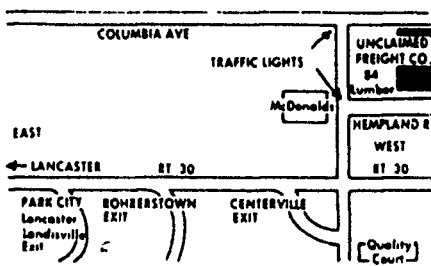 COLUMBIA AVE
UNCLAIMED
FREIGHT CO.
84
Lumber
TRAFFIC LIGHTS
McDonalds
HEMPLAND R
EAST
WEST
← LANCASTER
RT 30
RT 30
PARK CITY
Lancaster
Landisville
Exit
ROHRERSTOWN
EXIT
CENTERVILLE
EXIT
Quality
Court